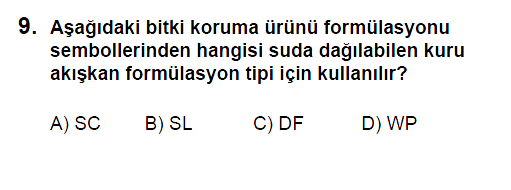 9. Aşağıdaki bitki koruma ürünü formülasyonu
sembollerinden hangisi suda dağılabilen kuru
akışkan formülasyon tipi için kullanılır?
A) SC B) SL C) DF D) WP